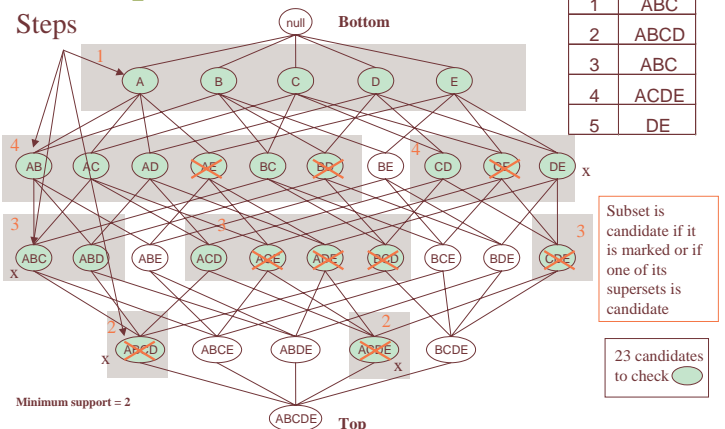 Steps
null
Bottom
1 ABC
2 ABCD
3 ABC
4 ACDE
5 DE
1
A B C D E
4
4
AB AC AD AE BC BD BE CD CE DE
x
3
3
3
ABC ABD ABE ACD ACE ADE BCD BCE BDE CDE
x
Subset is
candidate if it
is marked or if
one of its
supersets is
candidate
2
2
ABCD ABCE ABDE ACDE BCDE
x
x
23 candidates
to check
Minimum support = 2
ABCDE
Top